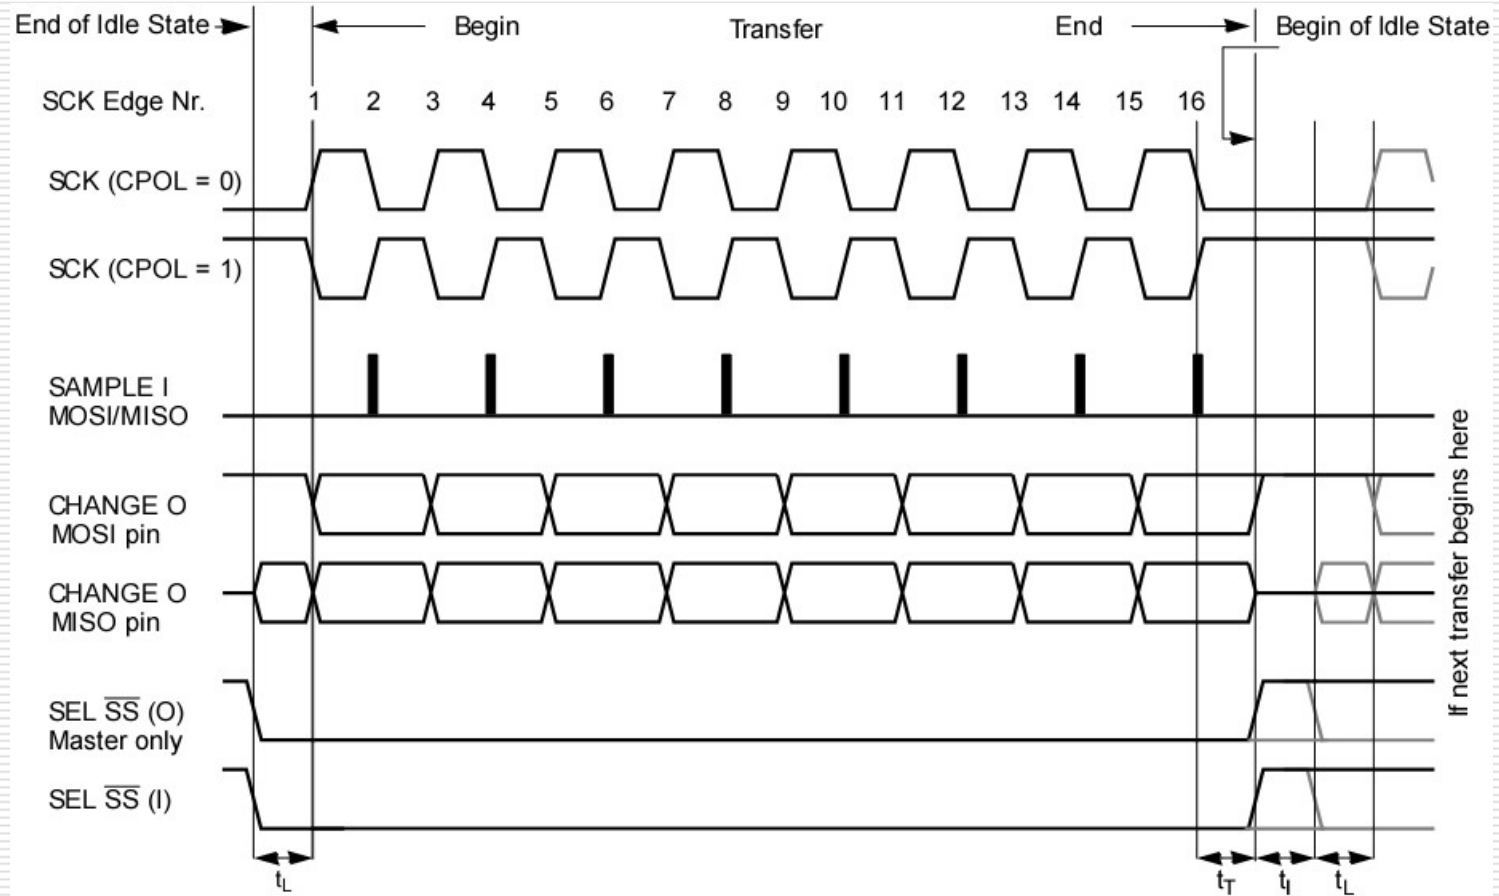 End of Idle State
Begin
Transfer
End
Begin of Idle State
SCK Edge Nr.
1 2 3 4 5 6 7 8 9 10 11 12 13 14 15 16
SCK (CPOL = 0)
SCK (CPOL = 1)
SAMPLE I
MOSI/MISO
CHANGE O
MOSI pin
CHANGE O
MISO pin
SEL SS (O)
Master only
SEL SS (I)
tL
tT
tI
tL
If next transfer begins here